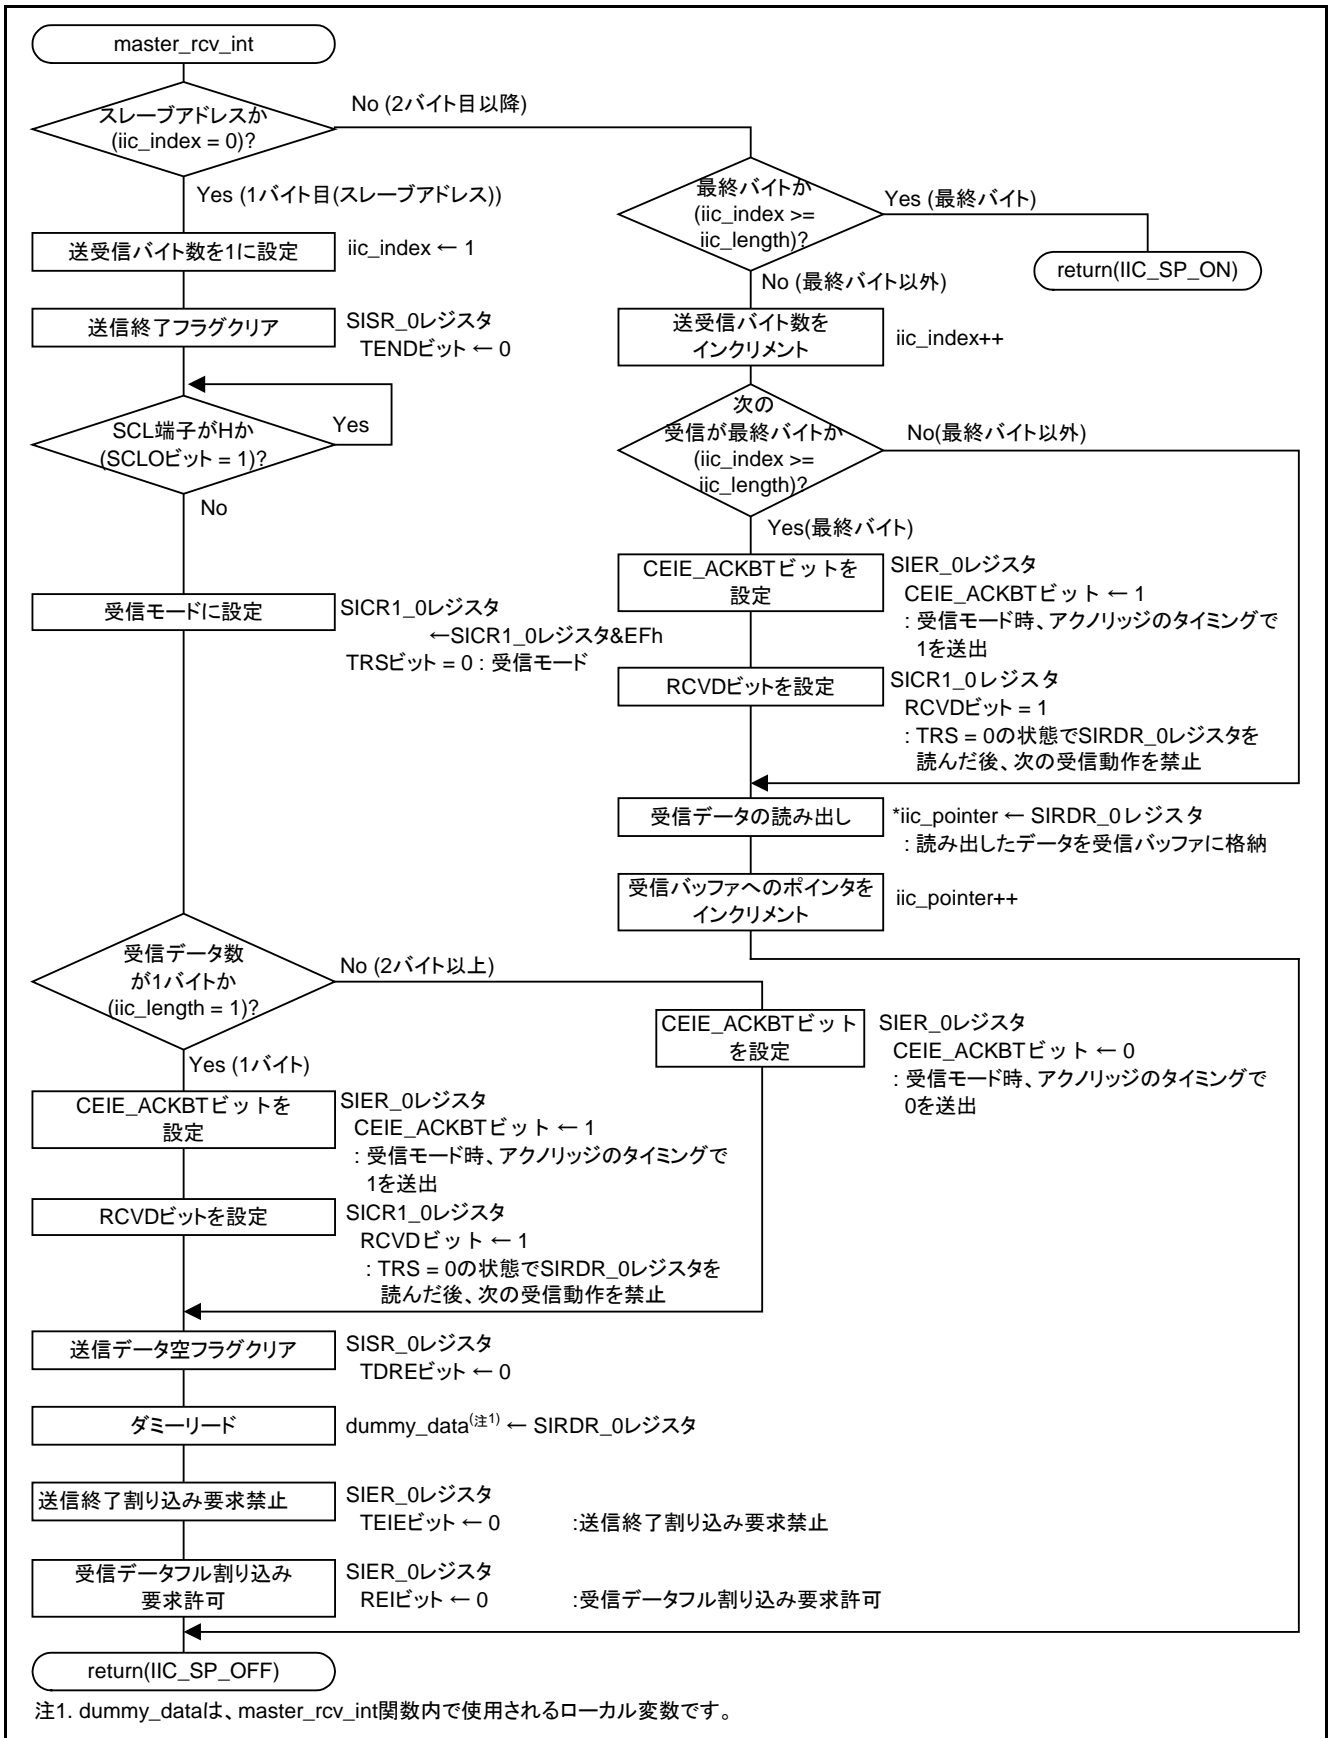 master_rcv_int
スレーブアドレスか
(iic_index = 0)?
No (2バイト目以降)
Yes (1バイト目(スレーブアドレス))
送受信バイト数を1に設定
iic_index ← 1
送信終了フラグクリア
SISR_0レジスタ
TENDビット ← 0
SCL端子がHか
(SCLOビット = 1)?
Yes
No
受信モードに設定
SICR1_0レジスタ
←SICR1_0レジスタ&EFh
TRSビット = 0 : 受信モード
最終バイトか
(iic_index >=
iic_length)?
Yes (最終バイト)
return(IIC_SP_ON)
No (最終バイト以外)
送受信バイト数を
インクリメント
iic_index++
次の
受信が最終バイトか
(iic_index >=
iic_length)?
No(最終バイト以外)
Yes(最終バイト)
CEIE_ACKBTビットを
設定
SIER_0レジスタ
CEIE_ACKBTビット ← 1
: 受信モード時、アクノリッジのタイミングで
1を送出
RCVDビットを設定
SICR1_0レジスタ
RCVDビット = 1
: TRS = 0の状態でSIRDR_0レジスタを
読んだ後、次の受信動作を禁止
受信データの読み出し
*iic_pointer ← SIRDR_0レジスタ
: 読み出したデータを受信バッファに格納
受信バッファへのポインタを
インクリメント
iic_pointer++
受信データ数
が1バイトか
(iic_length = 1)?
No (2バイト以上)
CEIE_ACKBTビット
を設定
SIER_0レジスタ
CEIE_ACKBTビット ← 0
: 受信モード時、アクノリッジのタイミングで
0を送出
Yes (1バイト)
CEIE_ACKBTビットを
設定
SIER_0レジスタ
CEIE_ACKBTビット ← 1
: 受信モード時、アクノリッジのタイミングで
1を送出
RCVDビットを設定
SICR1_0レジスタ
RCVDビット ← 1
: TRS = 0の状態でSIRDR_0レジスタを
読んだ後、次の受信動作を禁止
送信データ空フラグクリア
SISR_0レジスタ
TDREビット ← 0
ダミーリード
dummy_data(注1) ← SIRDR_0レジスタ
送信終了割り込み要求禁止
SIER_0レジスタ
TEIEビット ← 0 :送信終了割り込み要求禁止
受信データフル割り込み
要求許可
SIER_0レジスタ
REIビット ← 0 :受信データフル割り込み要求許可
return(IIC_SP_OFF)
注1. dummy_dataは、master_rcv_int関数内で使用されるローカル変数です。